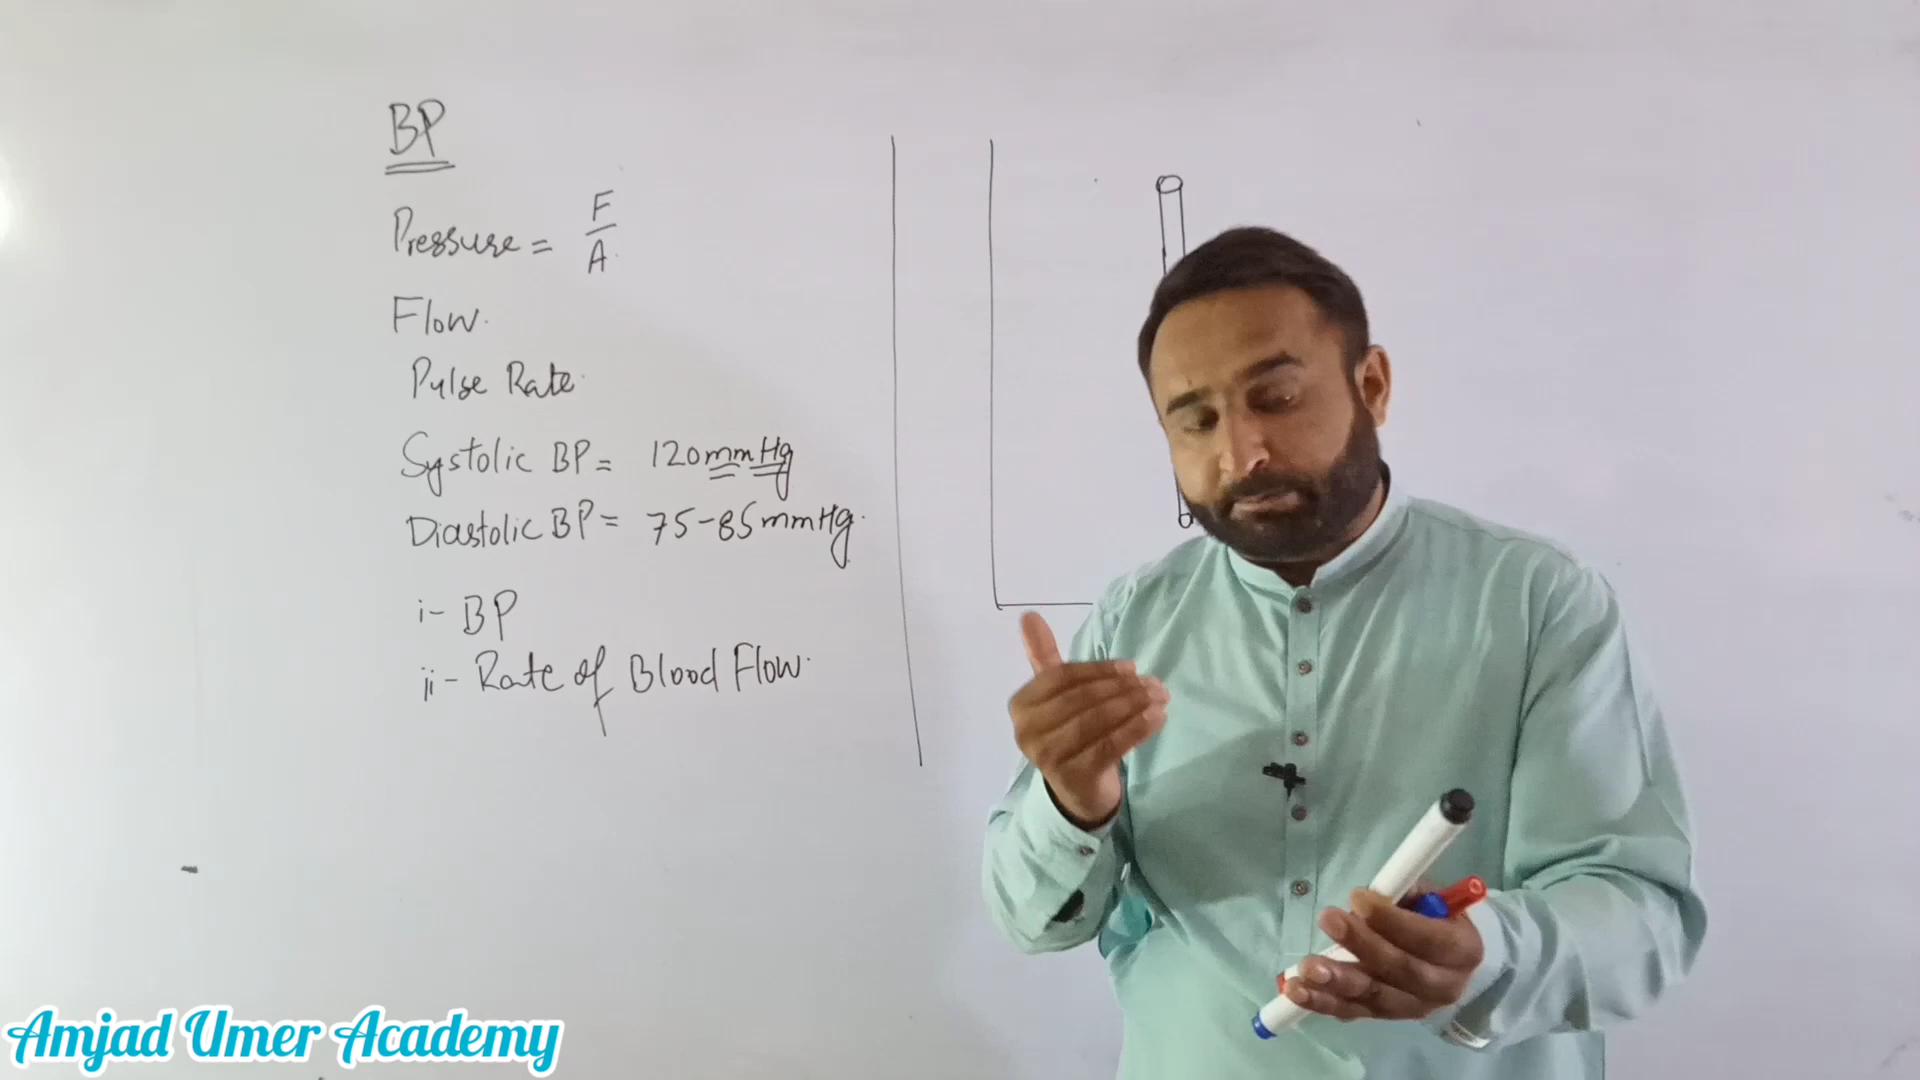 BP
Pressure = F/A
Flow.
Pulse Rate.
Systolic BP = 120mmHg
Diastolic BP = 75-85mmHg.
i- BP
ii- Rate of Blood Flow.
Amjad Umer Academy